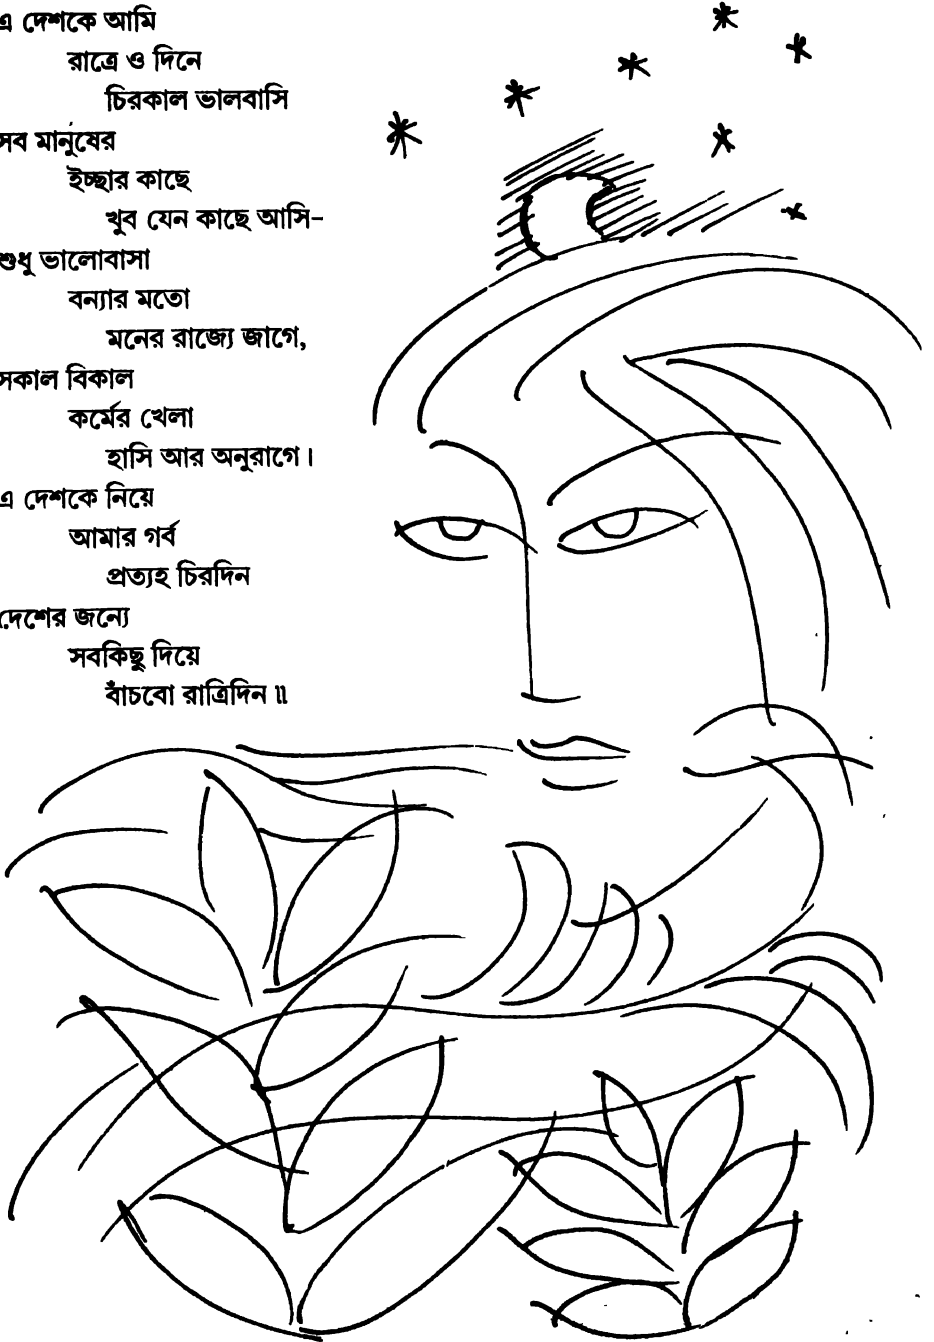 এ দেশকে আমি
রাত্রে ও দিনে
চিরকাল ভালবাসি
সব মানুষের
ইচ্ছার কাছে
খুব যেন কাছে আসি-
শুধু ভালোবাসা
বন্যার মতো
মনের রাজ্যে জাগে,
সকাল বিকাল
কর্মের খেলা
হাসি আর অনুরাগে।
এ দেশকে নিয়ে
আমার গর্ব
প্রত্যহ চিরদিন
দেশের জন্যে
সবকিছু দিয়ে
বাঁচবো রাত্রিদিন॥